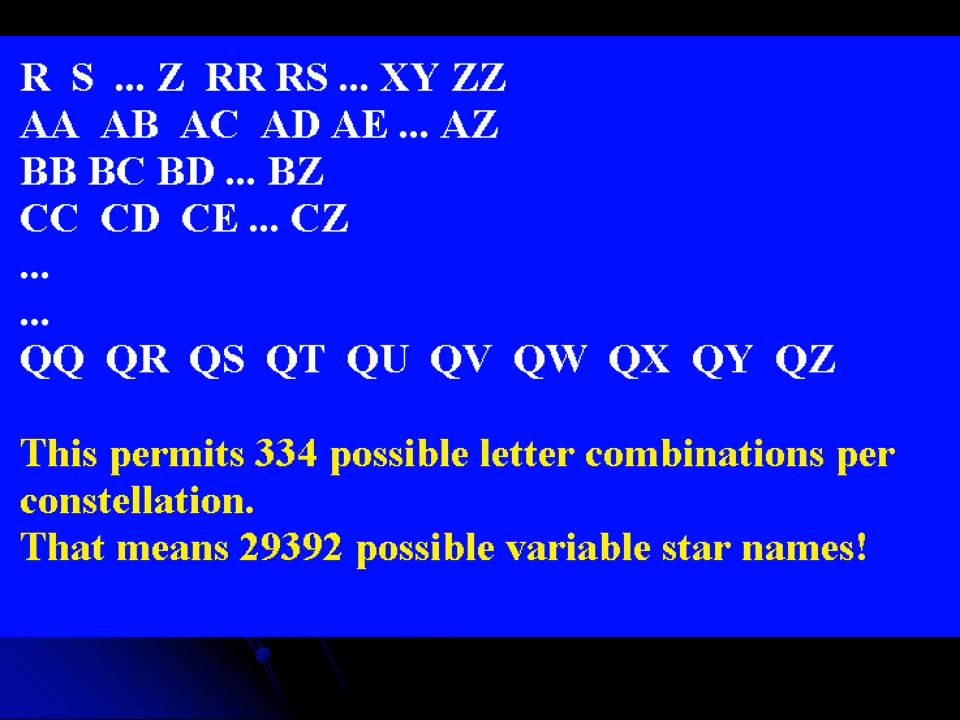 R S ... Z RR RS ... XY ZZ
AA AB AC AD AE ... AZ
BB BC BD ... BZ
CC CD CE ... CZ
...
...
QQ QR QS QT QU QV QW QX QY QZ
This permits 334 possible letter combinations per
constellation.
That means 29392 possible variable star names!